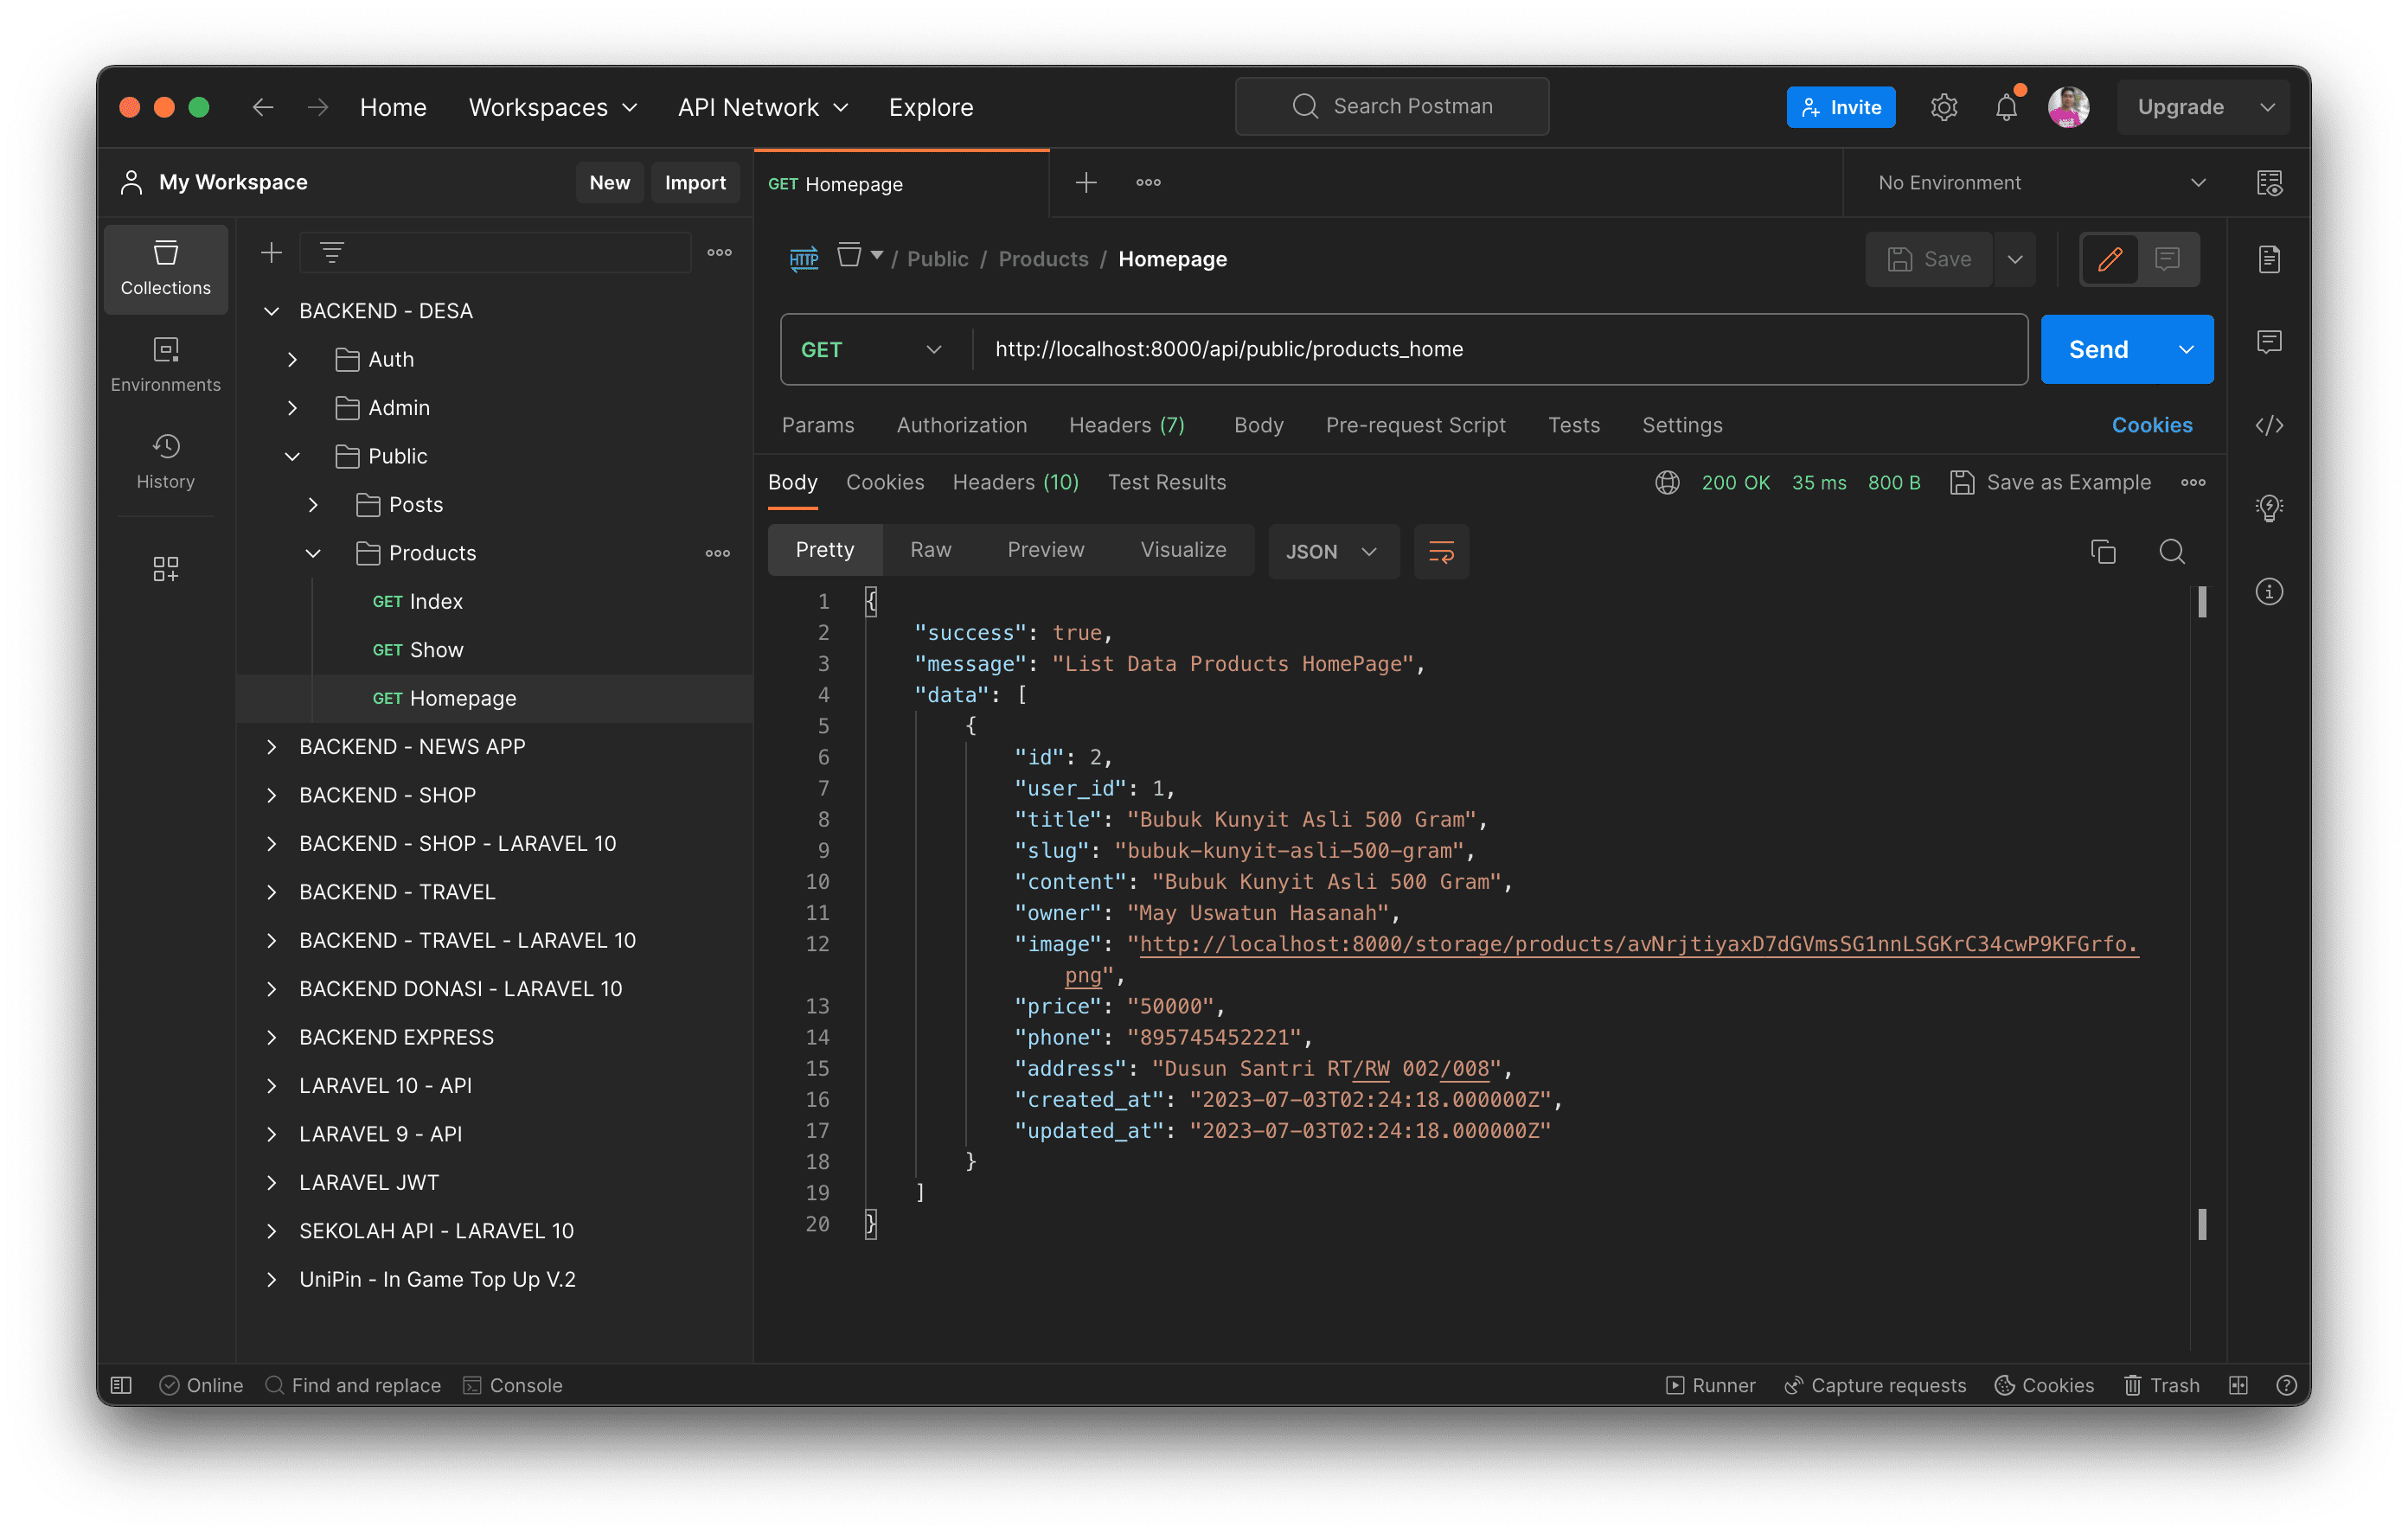 Home Workspaces API Network Explore Search Postman Invite Upgrade
My Workspace New Import
GET Homepage No Environment
Collections
Environments
History
BACKEND - DESA
Auth
Admin
Public
Posts
Products
GET Index
GET Show
GET Homepage
BACKEND - NEWS APP
BACKEND - SHOP
BACKEND - SHOP - LARAVEL 10
BACKEND - TRAVEL
BACKEND - TRAVEL - LARAVEL 10
BACKEND DONASI - LARAVEL 10
BACKEND EXPRESS
LARAVEL 10 - API
LARAVEL 9 - API
LARAVEL JWT
SEKOLAH API - LARAVEL 10
UniPin - In Game Top Up V.2
HTTP / Public / Products / Homepage Save
GET http://localhost:8000/api/public/products_home Send
Params Authorization Headers (7) Body Pre-request Script Tests Settings Cookies
Body Cookies Headers (10) Test Results 200 OK 35 ms 800 B Save as Example
Pretty Raw Preview Visualize JSON
1 {
2 "success": true,
3 "message": "List Data Products HomePage",
4 "data": [
5 {
6 "id": 2,
7 "user_id": 1,
8 "title": "Bubuk Kunyit Asli 500 Gram",
9 "slug": "bubuk-kunyit-asli-500-gram",
10 "content": "Bubuk Kunyit Asli 500 Gram",
11 "owner": "May Uswatun Hasanah",
12 "image": "http://localhost:8000/storage/products/avNrjtiyaxD7dGVmsSG1nnLSGKrC34cwP9KFGrfo.
png",
13 "price": "50000",
14 "phone": "895745452221",
15 "address": "Dusun Santri RT/RW 002/008",
16 "created_at": "2023-07-03T02:24:18.000000Z",
17 "updated_at": "2023-07-03T02:24:18.000000Z"
18 }
19 ]
20 }
Online Find and replace Console Runner Capture requests Cookies Trash